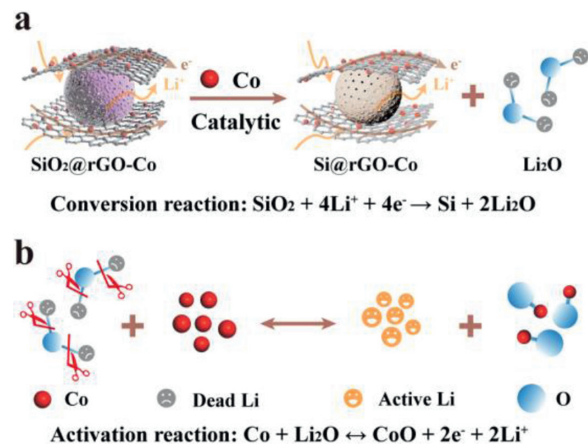 a
e⁻
Li⁺
Co
Catalytic
e⁻
Li⁺
SiO₂@rGO-Co
Si@rGO-Co
Li₂O
Conversion reaction: SiO₂ + 4Li⁺ + 4e⁻ → Si + 2Li₂O
b
Co
Dead Li
Active Li
O
Activation reaction: Co + Li₂O ↔ CoO + 2e⁻ + 2Li⁺